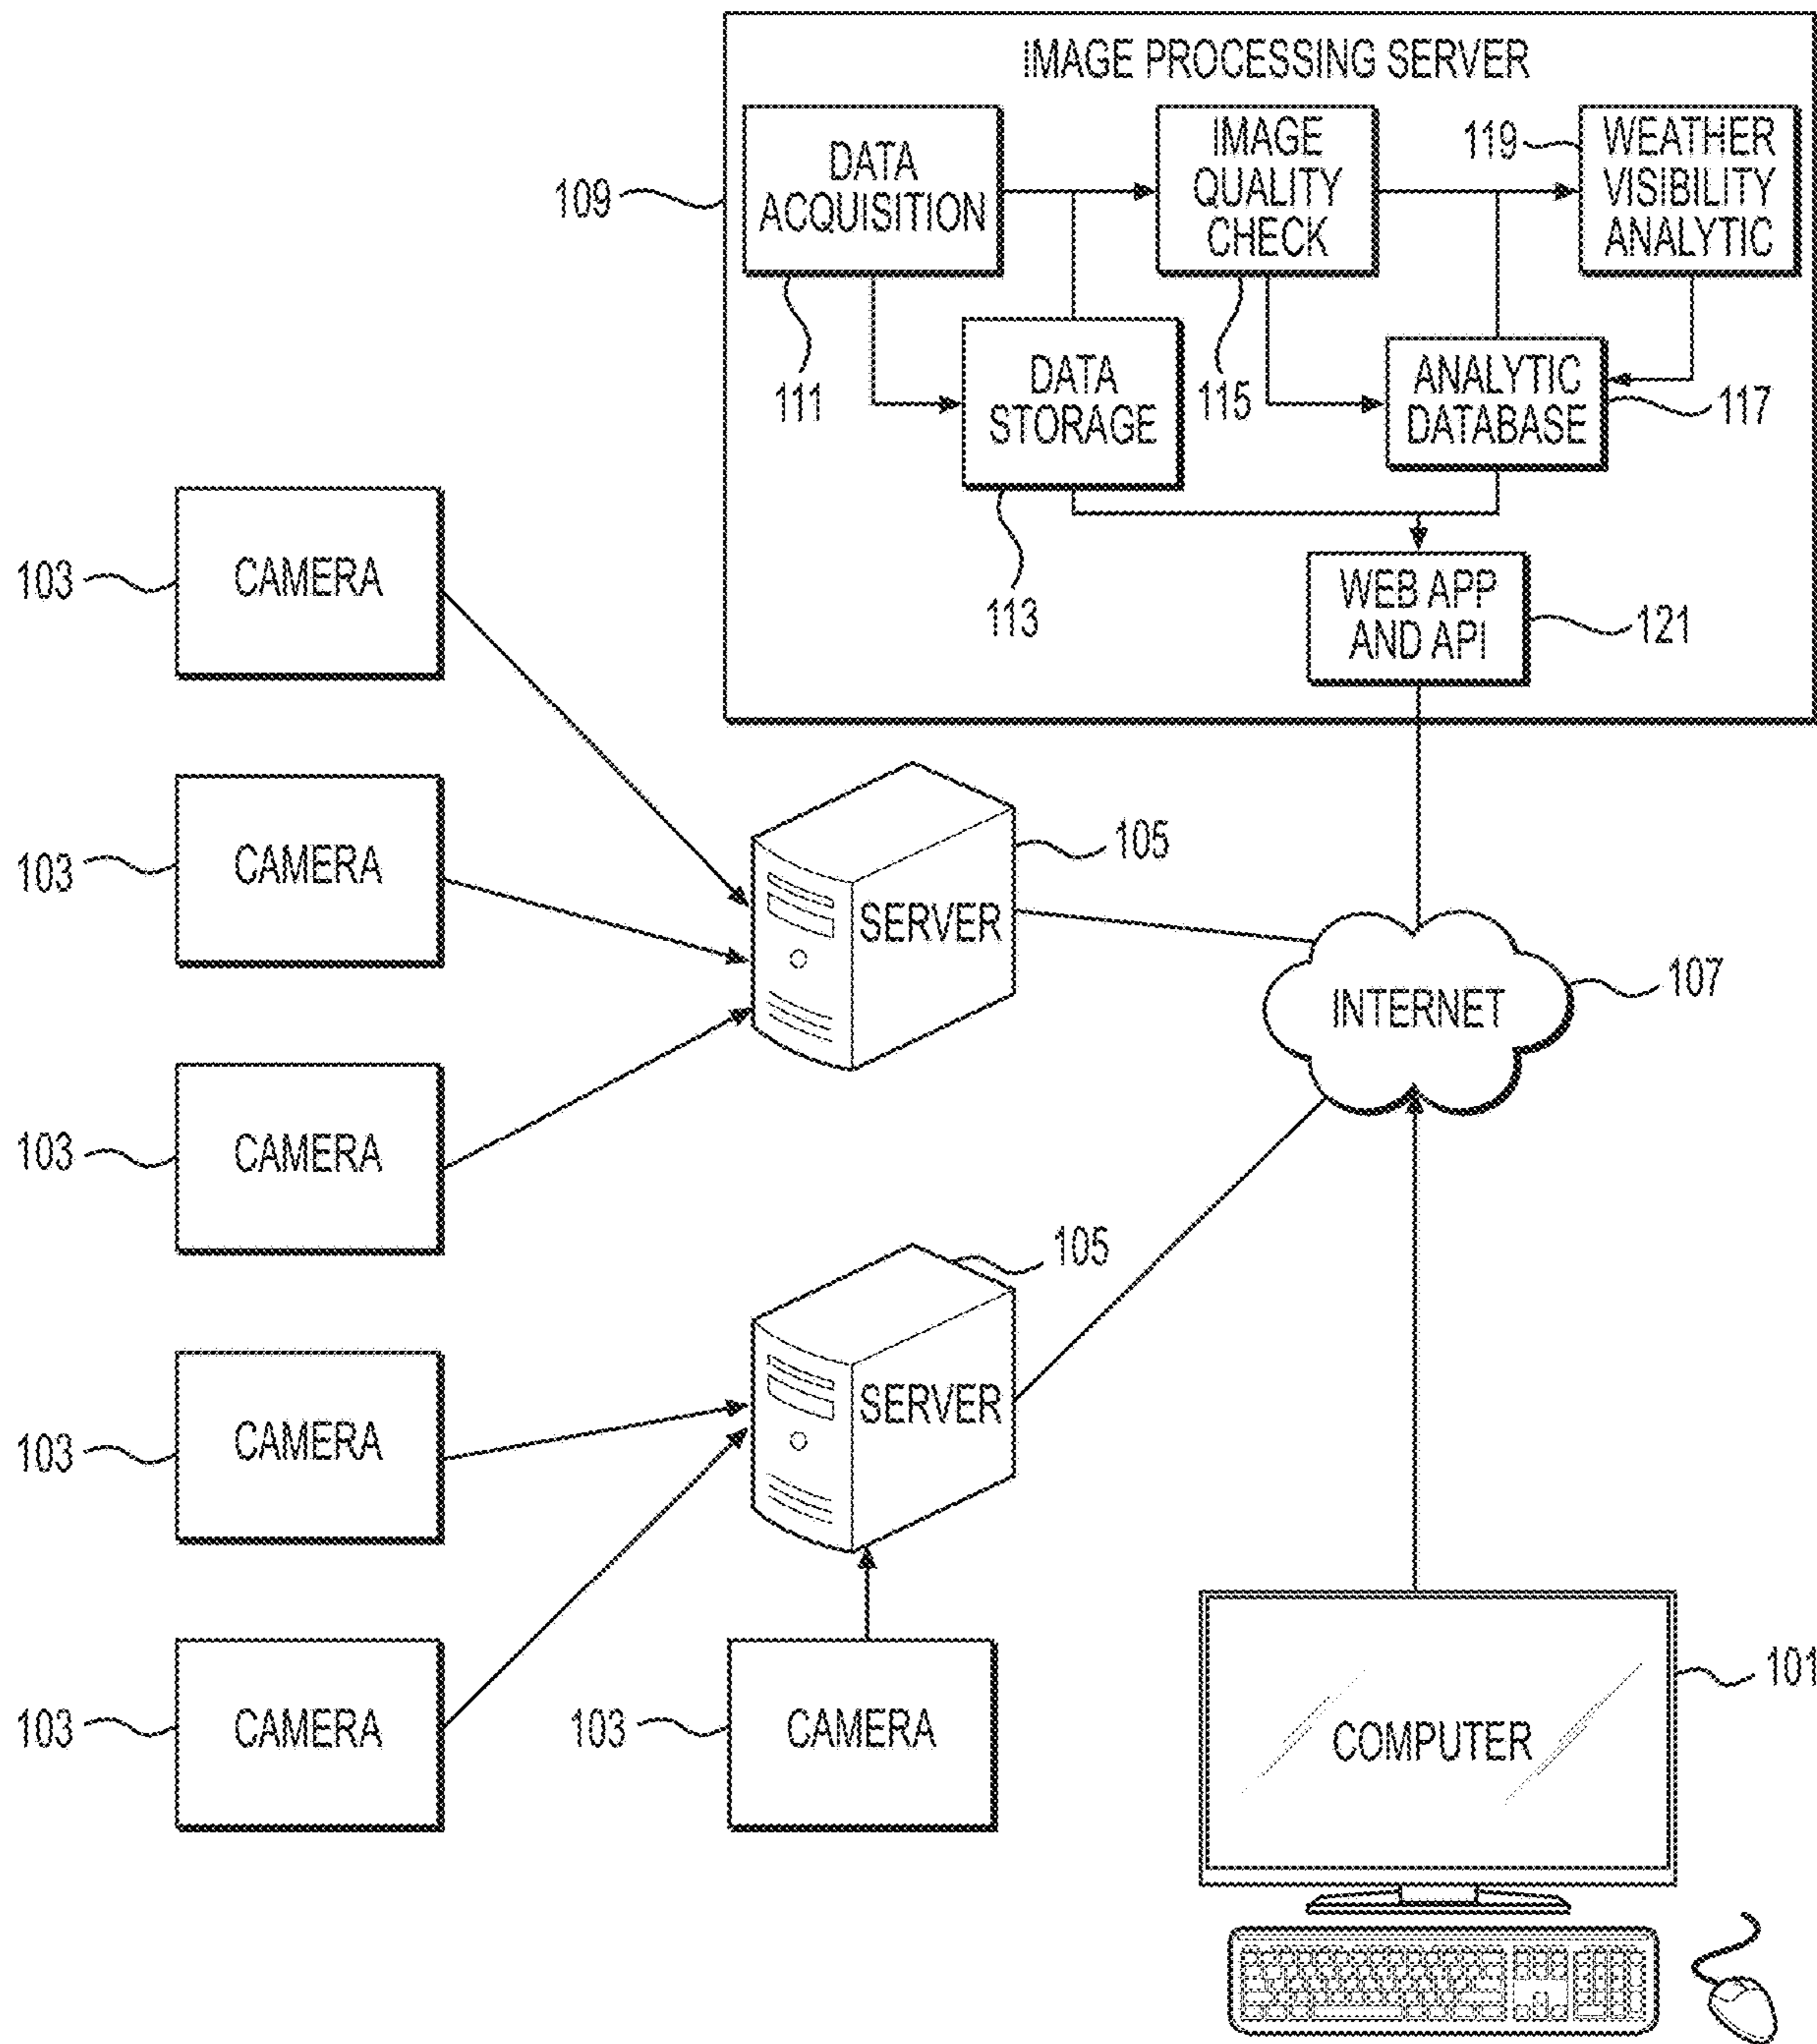 IMAGE PROCESSING SERVER
DATA
ACQUISITION
IMAGE
QUALITY
CHECK
119
WEATHER
VISIBILITY
ANALYTIC
109
111
DATA
STORAGE
115
ANALYTIC
DATABASE
117
113
WEB APP
AND API
121
103
CAMERA
103
CAMERA
105
SERVER
107
INTERNET
103
CAMERA
105
SERVER
103
CAMERA
103
CAMERA
103
CAMERA
101
COMPUTER